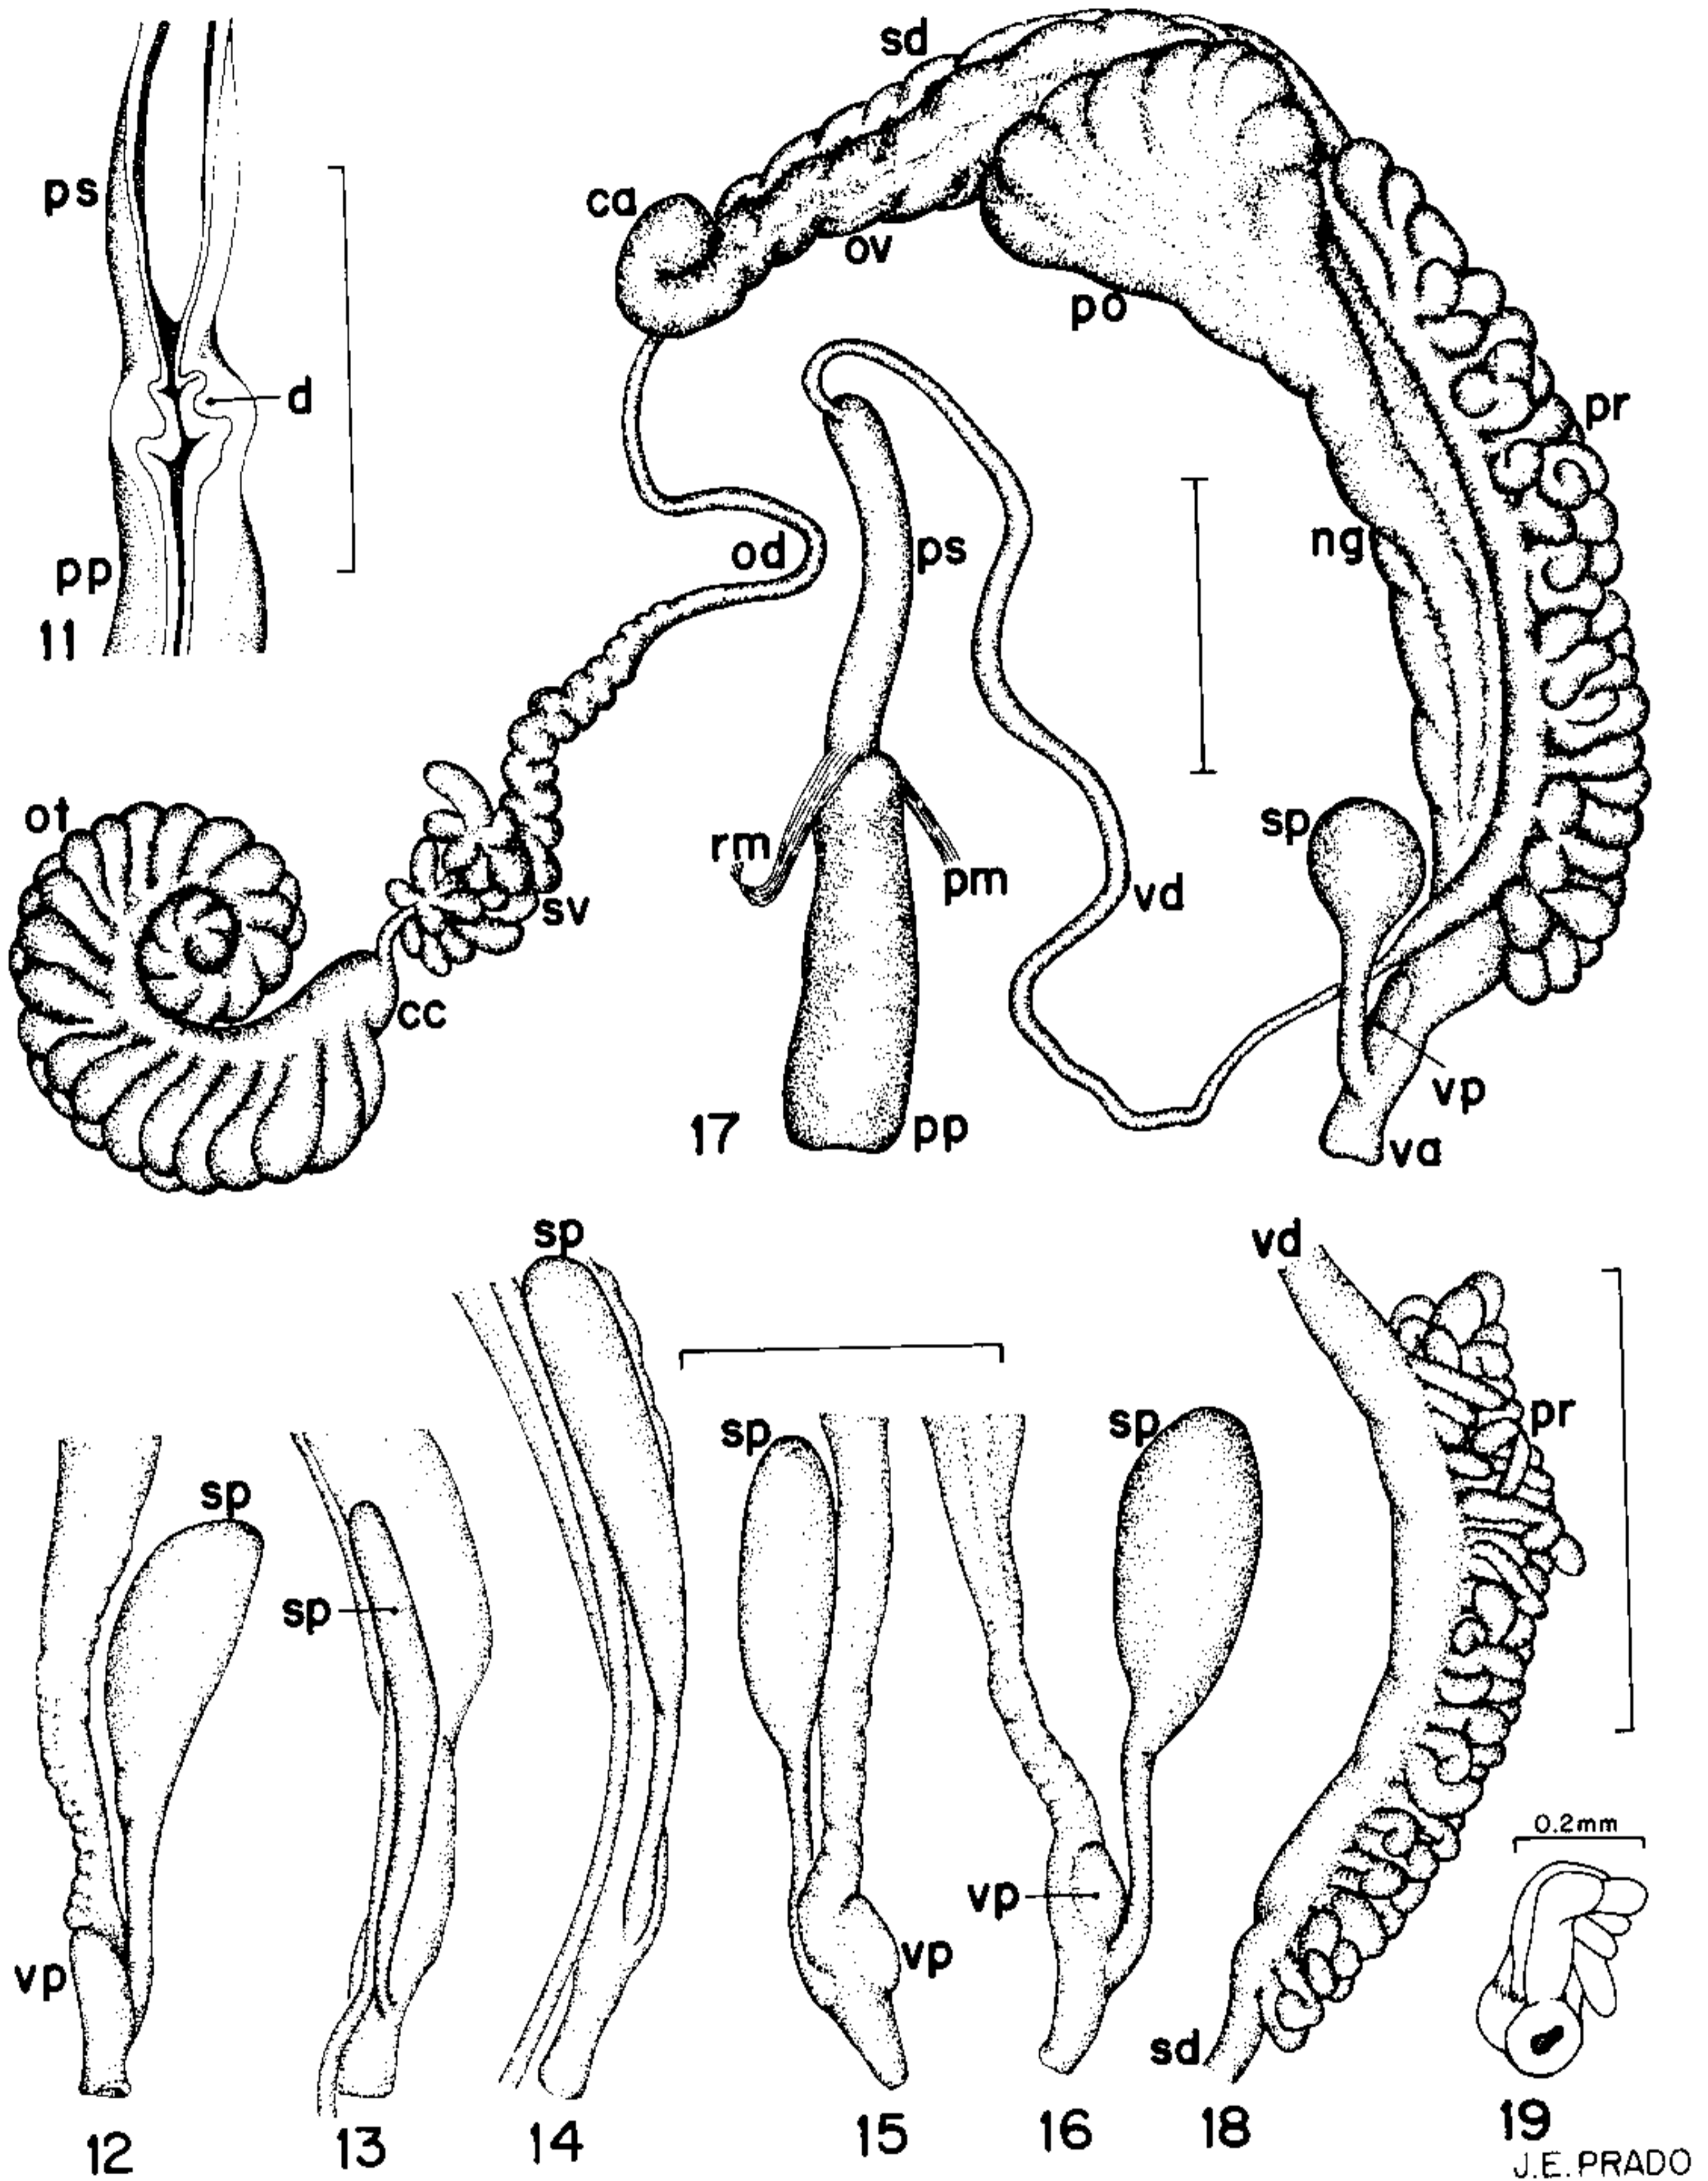 sd
ps
ca
ov
po
d
pr
pp
od
ps
ng
11
ot
rm
pm
sp
vd
sv
cc
vp
17
pp
va
sp
vd
sp
sp
pr
sp
sp
vp
vp
vp
0.2mm
sd
12
13
14
15
16
18
19
J.E.PRADO